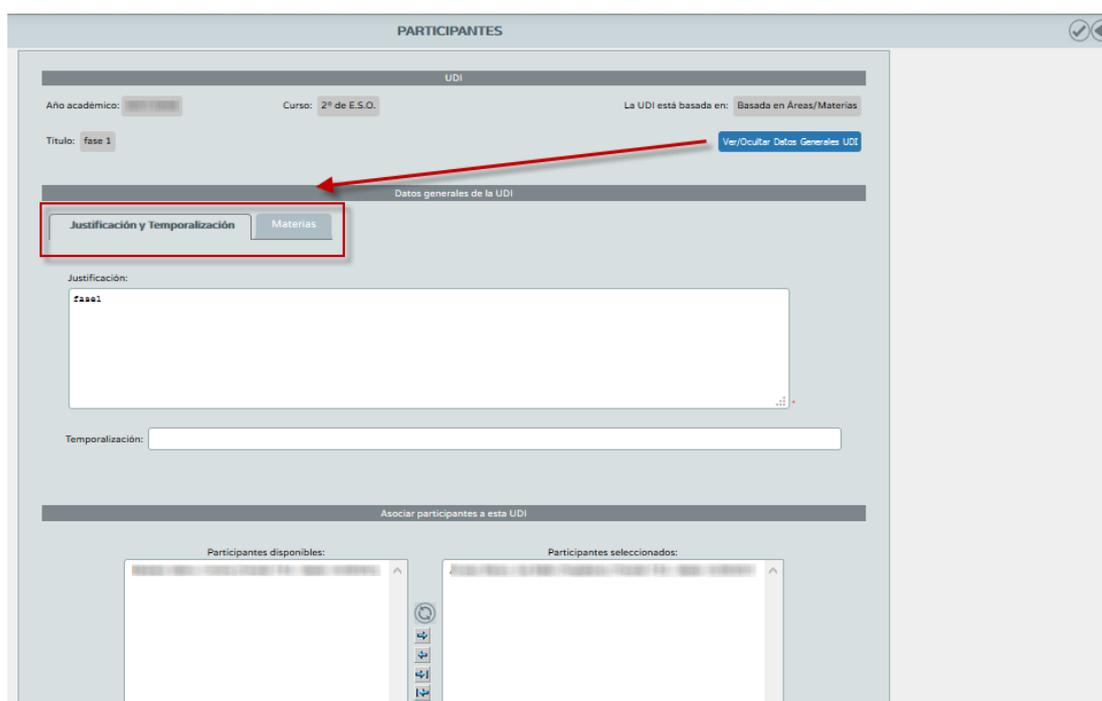 PARTICIPANTES
UDI
Año académico: Curso: 2º de E.S.O. La UDI está basada en: Basada en Áreas/Materias
Título: fase 1 Ver/Ocultar Datos Generales UDI
Datos generales de la UDI
Justificación y Temporalización Materias
Justificación:
fase1
Temporalización:
Asociar participantes a esta UDI
Participantes disponibles: Participantes seleccionados: